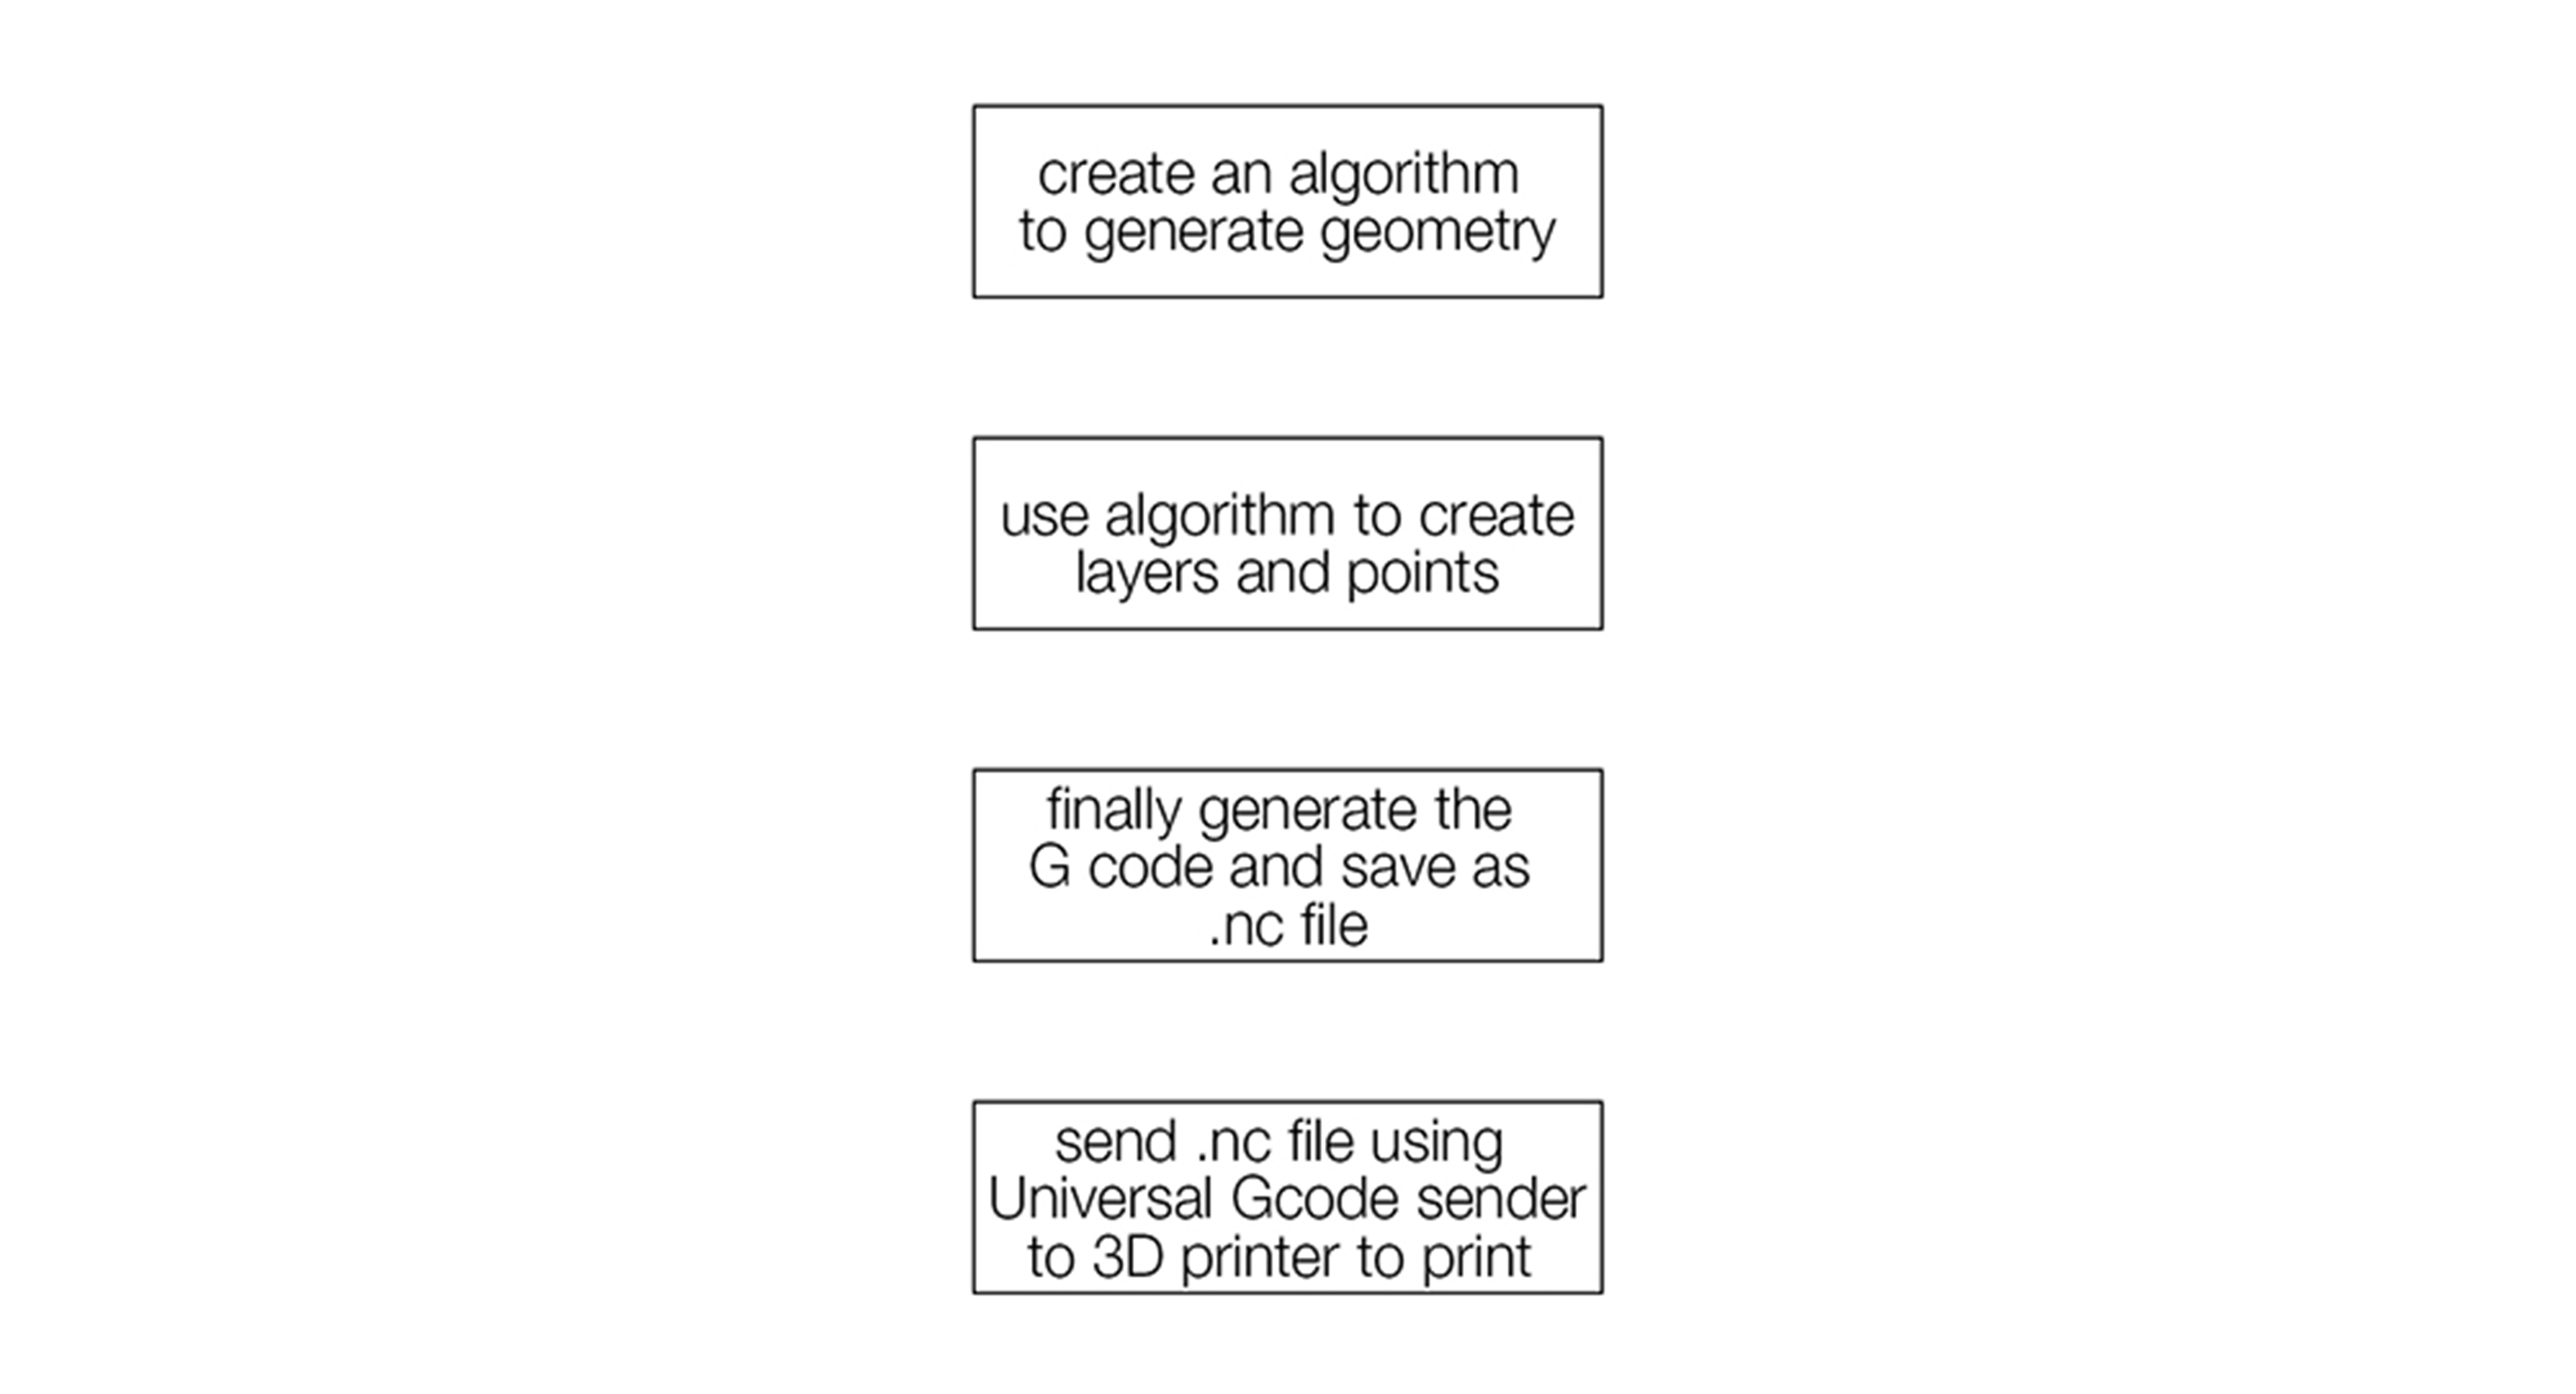 create an algorithm
to generate geometry
use algorithm to create
layers and points
finally generate the
G code and save as
.nc file
send .nc file using
Universal Gcode sender
to 3D printer to print